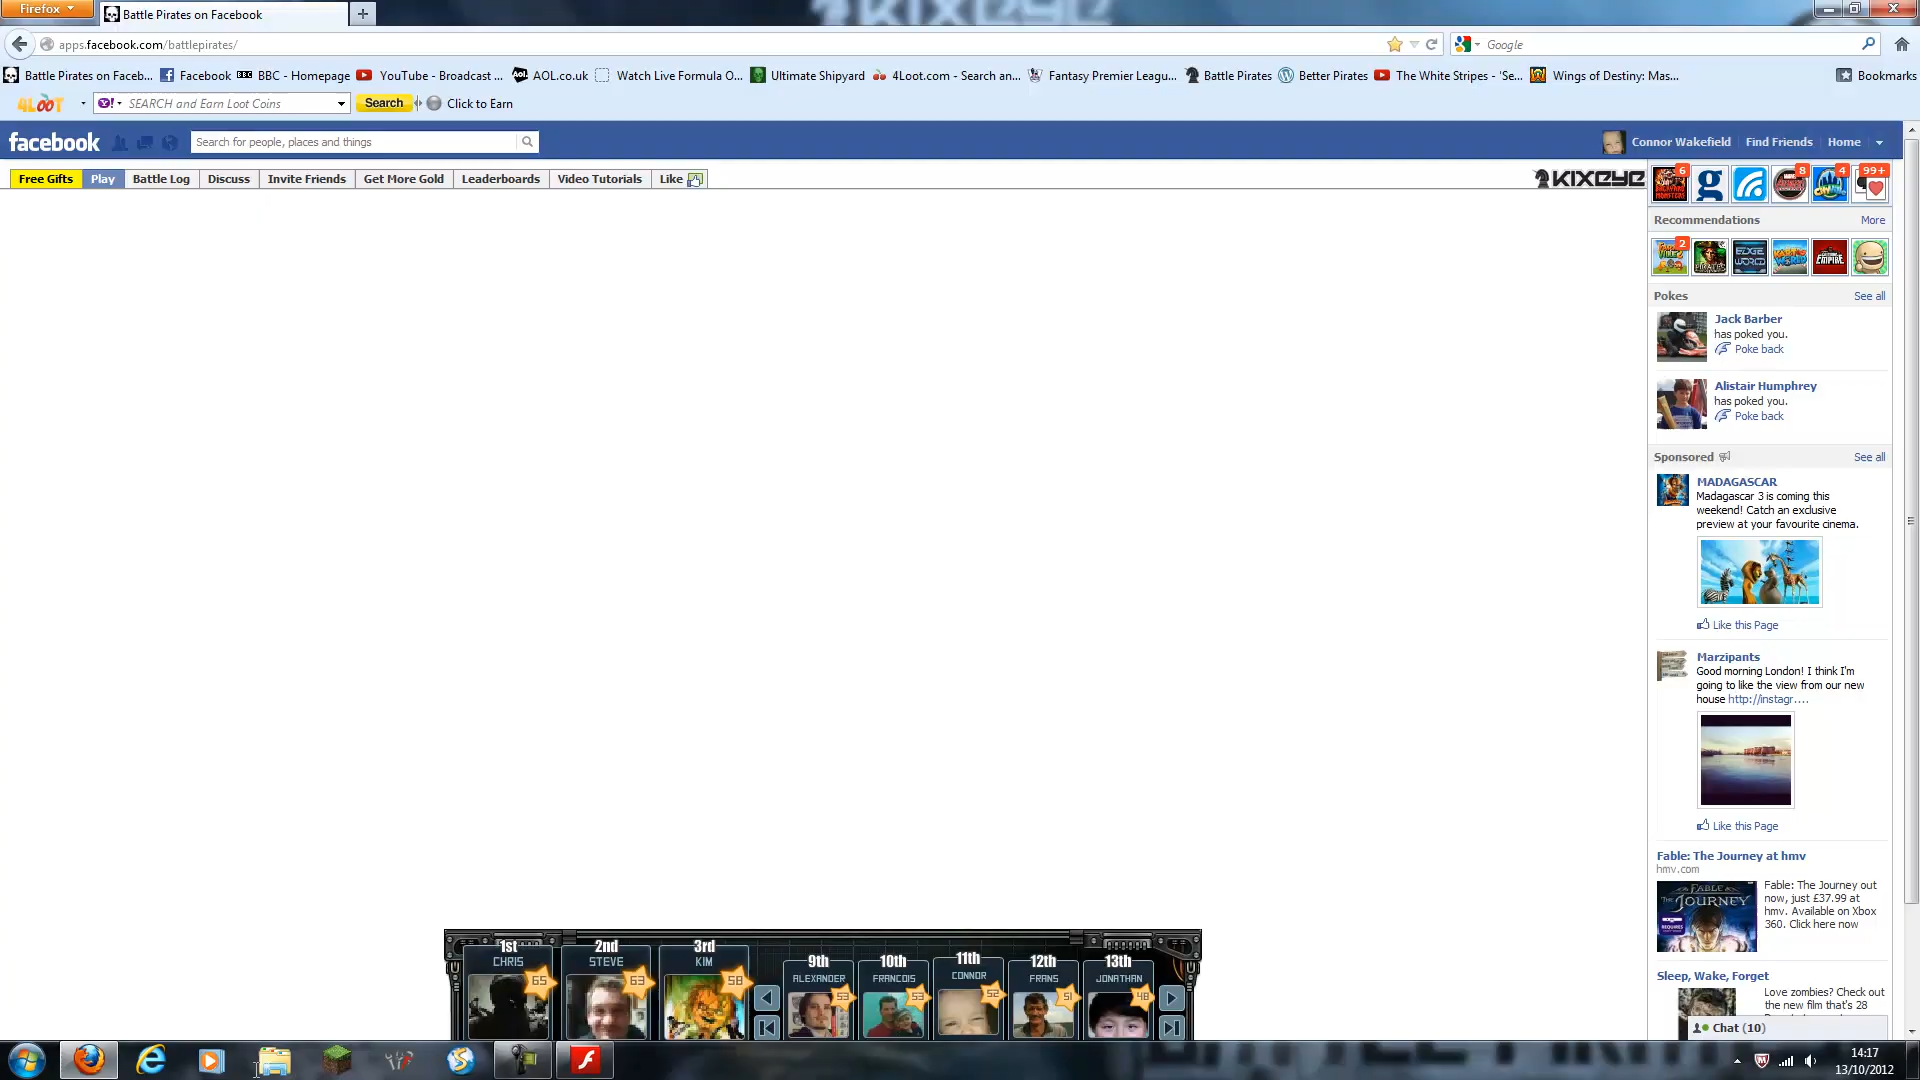 Firefox
Battle Pirates on Facebook
apps.facebook.com/battlepirates/
Google
Battle Pirates on Faceb...
Facebook
BBC - Homepage
YouTube - Broadcast ...
AOL.co.uk
Watch Live Formula O...
Ultimate Shipyard
4Loot.com - Search an...
Fantasy Premier Leagu...
Battle Pirates
Better Pirates
The White Stripes - 'Se...
Wings of Destiny: Mas...
Bookmarks
4LOOT
SEARCH and Earn Loot Coins
Search
Click to Earn
facebook
Search for people, places and things
Connor Wakefield
Find Friends
Home
Free Gifts
Play
Battle Log
Discuss
Invite Friends
Get More Gold
Leaderboards
Video Tutorials
Like
KIXEYE
6
8
4
99+
Recommendations
More
2
Pokes
See all
Jack Barber
has poked you.
Poke back
Alistair Humphrey
has poked you.
Poke back
Sponsored
See all
MADAGASCAR
Madagascar 3 is coming this
weekend! Catch an exclusive
preview at your favourite cinema.
Like this Page
Marzipants
Good morning London! I think I'm
going to like the view from our new
house http://instagr....
Like this Page
Fable: The Journey at hmv
hmv.com
FABLE
THE JOURNEY
Fable: The Journey out
now, just £37.99 at
hmv. Available on Xbox
360. Click here now
Sleep, Wake, Forget
Love zombies? Check out
the new film that's 28
Chat (10)
1st
CHRIS
65
2nd
STEVE
63
3rd
KIM
58
9th
ALEXANDER
53
10th
FRANCOIS
53
11th
CONNOR
52
12th
FRANS
51
13th
JONATHAN
48
14:17
13/10/2012